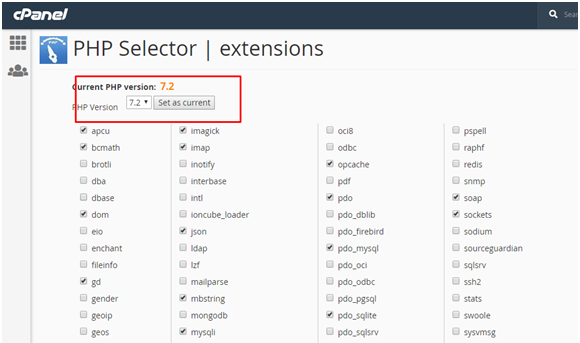 cPanel Sea
PHP Selector | extensions
Current PHP version: 7.2
PHP Version 7.2 Set as current
apcu imagick oci8 pspell
bcmath imap odbc raphf
brotli inotify opcache redis
dba interbase pdf snmp
dbase intl pdo soap
dom ioncube_loader pdo_dblib sockets
eio json pdo_firebird sodium
enchant ldap pdo_mysql sourceguardian
fileinfo lzf pdo_oci sqlsrv
gd mailparse pdo_odbc ssh2
gender mbstring pdo_pgsql stats
geoip mongodb pdo_sqlite swoole
geos mysqli pdo_sqlsrv sysvmsg